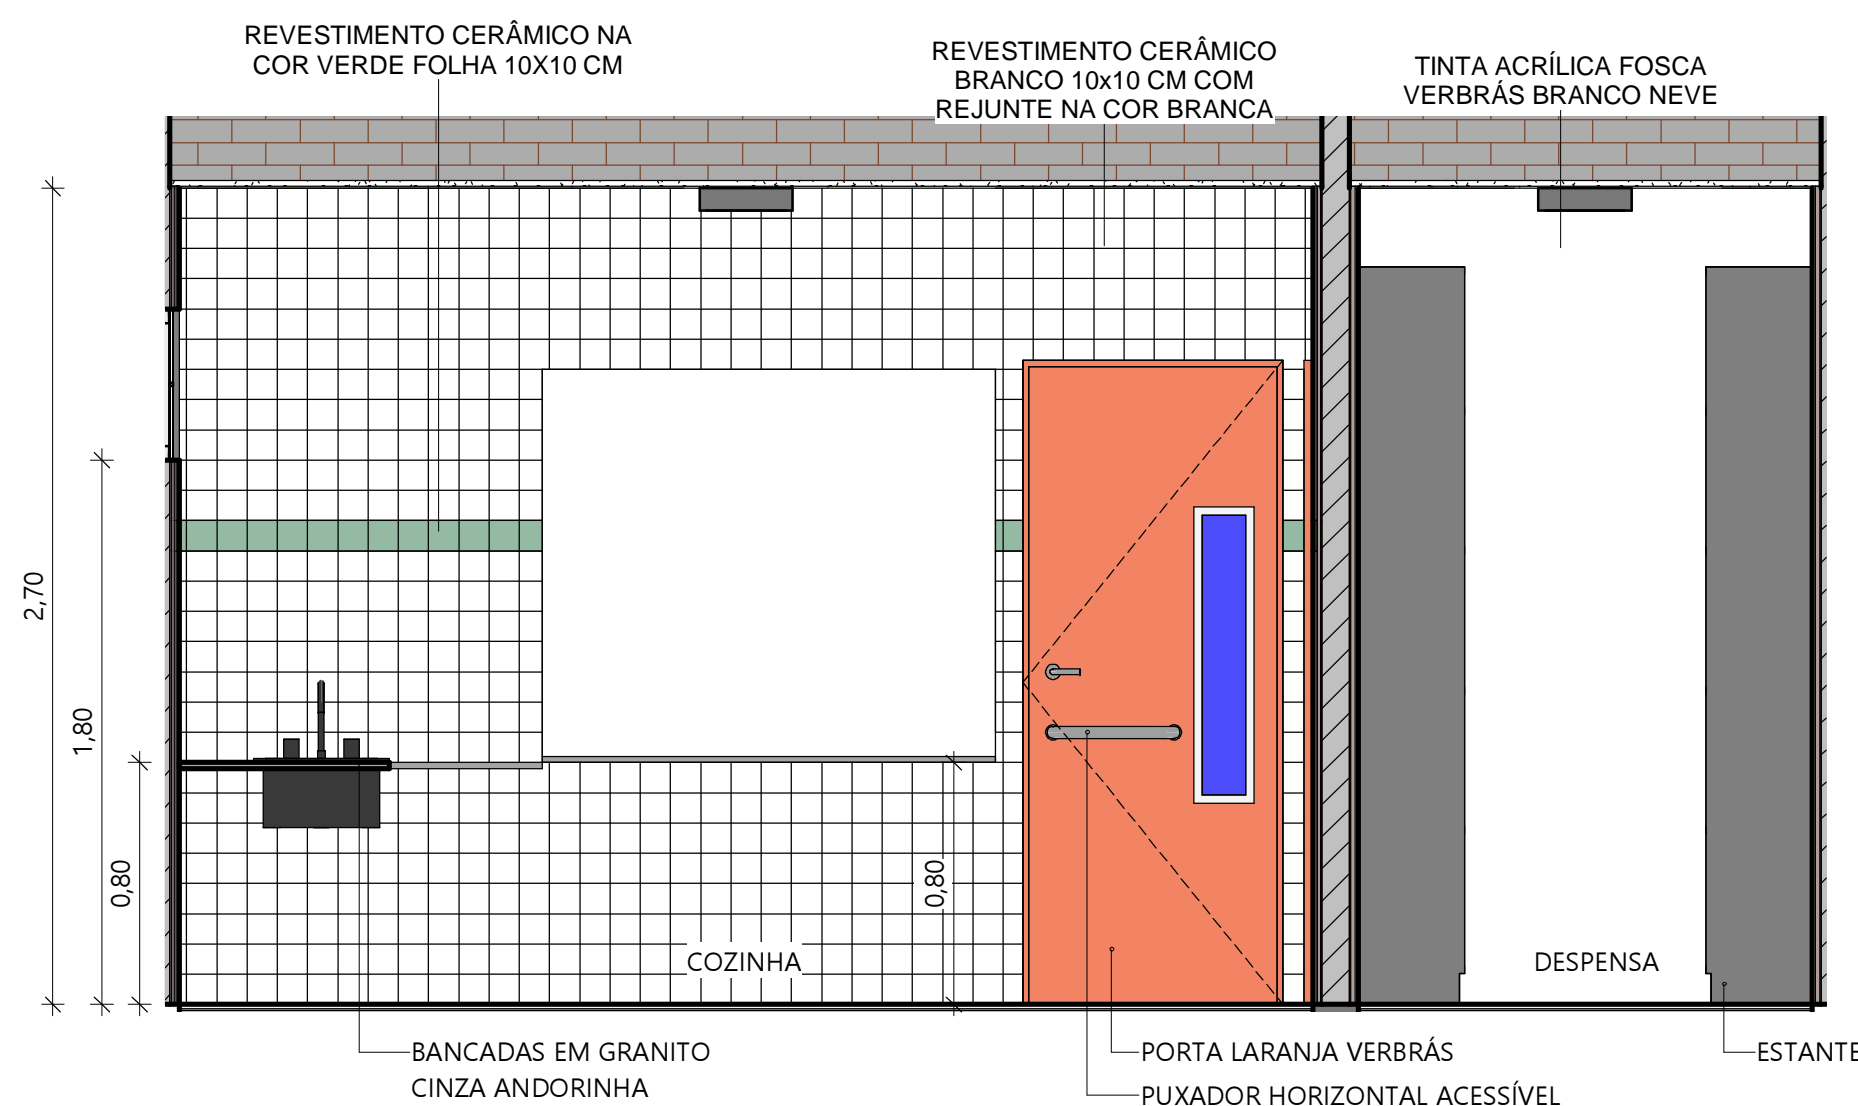 REVESTIMENTO CERÂMICO NA
COR VERDE FOLHA 10X10 CM
REVESTIMENTO CERÂMICO
BRANCO 10x10 CM COM
REJUNTE NA COR BRANCA
TINTA ACRÍLICA FOSCA
VERBRÁS BRANCO NEVE
2,70
1,80
0,80
0,80
COZINHA
DESPENSA
BANCADAS EM GRANITO
CINZA ANDORINHA
PORTA LARANJA VERBRÁS
PUXADOR HORIZONTAL ACESSÍVEL
ESTANTE